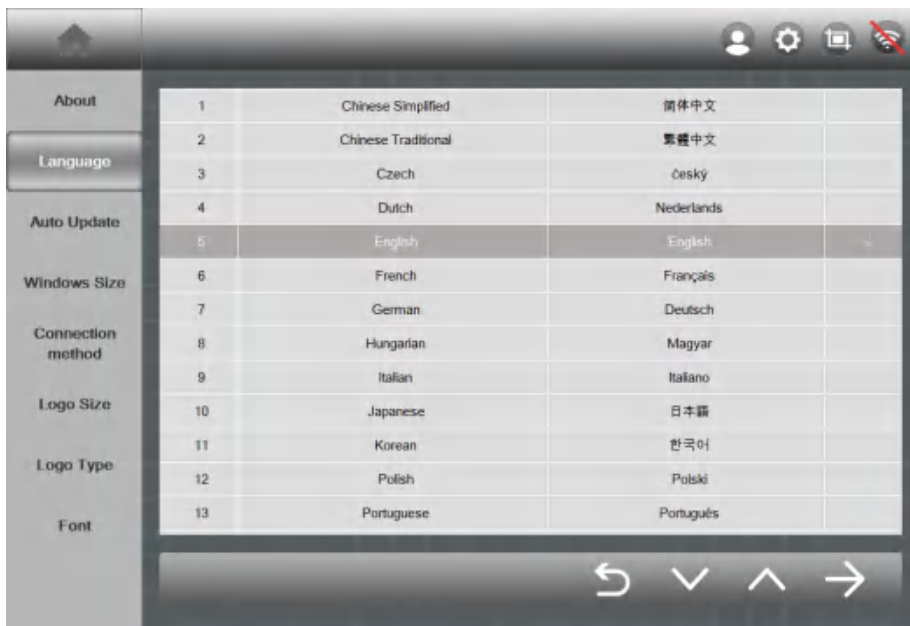 About
Language
Auto Update
Windows Size
Connection
method
Logo Size
Logo Type
Font
1 Chinese Simplified 简体中文
2 Chinese Traditional 繁體中文
3 Czech český
4 Dutch Nederlands
5 English English
6 French Français
7 German Deutsch
8 Hungarian Magyar
9 Italian Italiano
10 Japanese 日本語
11 Korean 한국어
12 Polish Polski
13 Portuguese Português